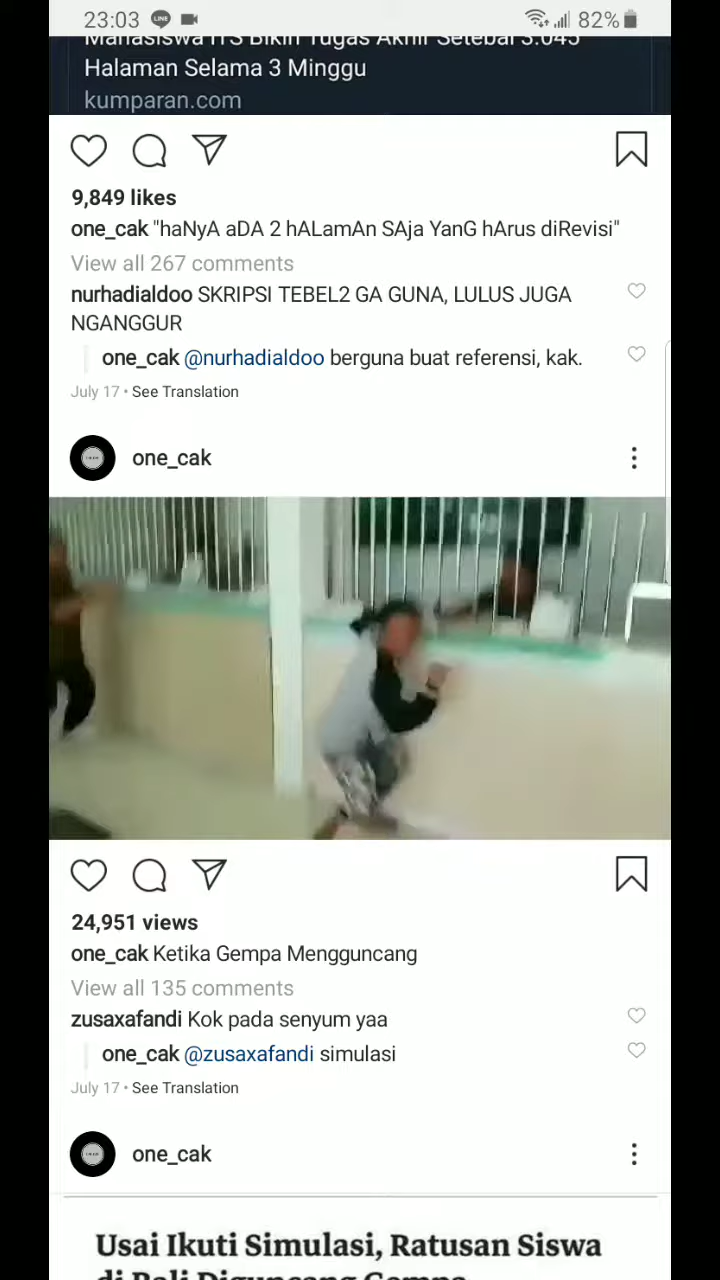 23:03 LINE 82%
Mahasiswa ITS Bikin Tugas Akhir Setebal 3.045
Halaman Selama 3 Minggu
kumparan.com
9,849 likes
one_cak "haNyA aDA 2 hALamAn SAja YanG hArus diRevisi"
View all 267 comments
nurhadialdoo SKRIPSI TEBEL2 GA GUNA, LULUS JUGA
NGANGGUR
one_cak @nurhadialdoo berguna buat referensi, kak.
July 17 • See Translation
one_cak
24,951 views
one_cak Ketika Gempa Mengguncang
View all 135 comments
zusaxafandi Kok pada senyum yaa
one_cak @zusaxafandi simulasi
July 17 • See Translation
one_cak
Usai Ikuti Simulasi, Ratusan Siswa
di Bali Diguncang Gempa